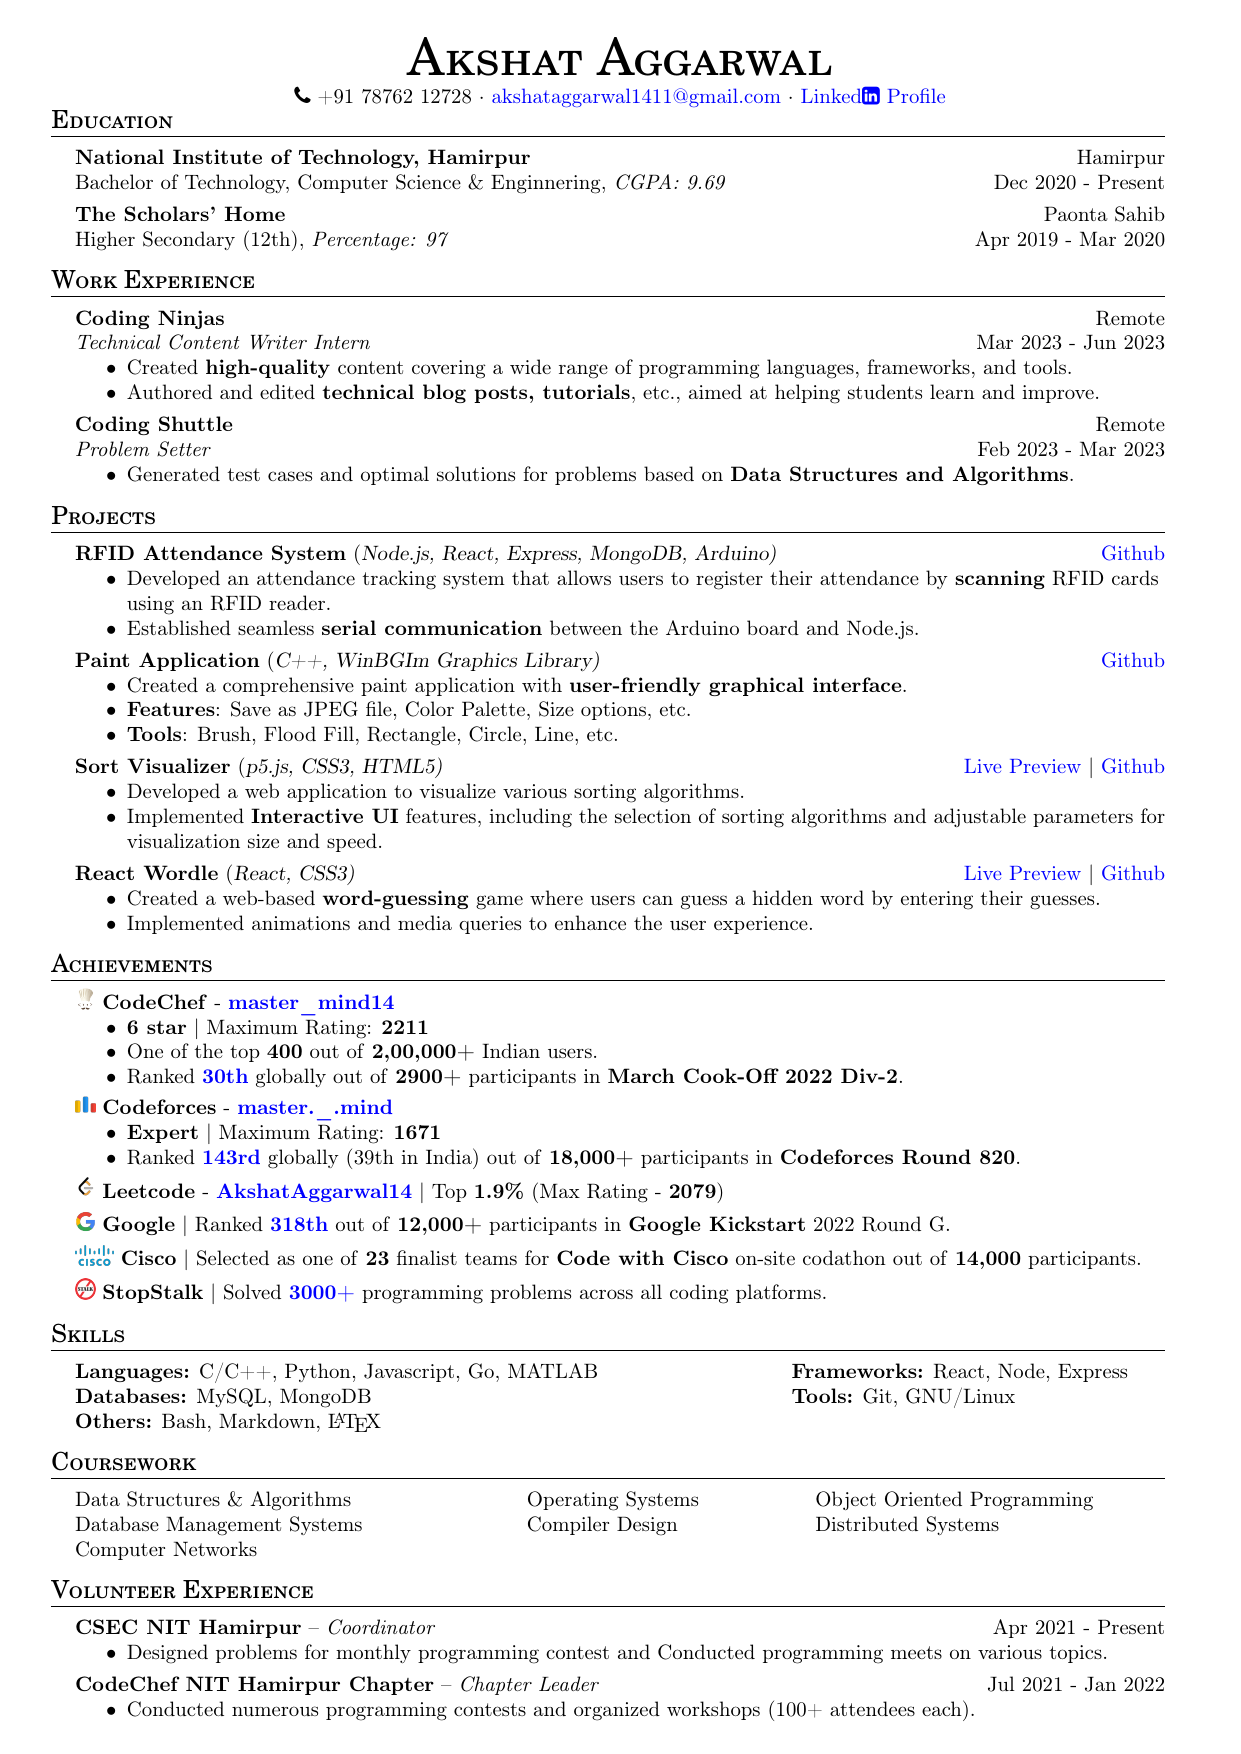 Akshat Aggarwal
+91 78762 12728 · akshataggarwal1411@gmail.com · Linkedin Profile
Education
National Institute of Technology, Hamirpur Hamirpur
Bachelor of Technology, Computer Science & Enginnering, CGPA: 9.69 Dec 2020 - Present
The Scholars' Home Paonta Sahib
Higher Secondary (12th), Percentage: 97 Apr 2019 - Mar 2020
Work Experience
Coding Ninjas Remote
Technical Content Writer Intern Mar 2023 - Jun 2023
• Created high-quality content covering a wide range of programming languages, frameworks, and tools.
• Authored and edited technical blog posts, tutorials, etc., aimed at helping students learn and improve.
Coding Shuttle Remote
Problem Setter Feb 2023 - Mar 2023
• Generated test cases and optimal solutions for problems based on Data Structures and Algorithms.
Projects
RFID Attendance System (Node.js, React, Express, MongoDB, Arduino) Github
• Developed an attendance tracking system that allows users to register their attendance by scanning RFID cards
using an RFID reader.
• Established seamless serial communication between the Arduino board and Node.js.
Paint Application (C++, WinBGIm Graphics Library) Github
• Created a comprehensive paint application with user-friendly graphical interface.
• Features: Save as JPEG file, Color Palette, Size options, etc.
• Tools: Brush, Flood Fill, Rectangle, Circle, Line, etc.
Sort Visualizer (p5.js, CSS3, HTML5) Live Preview | Github
• Developed a web application to visualize various sorting algorithms.
• Implemented Interactive UI features, including the selection of sorting algorithms and adjustable parameters for
visualization size and speed.
React Wordle (React, CSS3) Live Preview | Github
• Created a web-based word-guessing game where users can guess a hidden word by entering their guesses.
• Implemented animations and media queries to enhance the user experience.
Achievements
CodeChef - master_mind14
• 6 star | Maximum Rating: 2211
• One of the top 400 out of 2,00,000+ Indian users.
• Ranked 30th globally out of 2900+ participants in March Cook-Off 2022 Div-2.
Codeforces - master._.mind
• Expert | Maximum Rating: 1671
• Ranked 143rd globally (39th in India) out of 18,000+ participants in Codeforces Round 820.
Leetcode - AkshatAggarwal14 | Top 1.9% (Max Rating - 2079)
Google | Ranked 318th out of 12,000+ participants in Google Kickstart 2022 Round G.
CISCO Cisco | Selected as one of 23 finalist teams for Code with Cisco on-site codathon out of 14,000 participants.
STALK StopStalk | Solved 3000+ programming problems across all coding platforms.
Skills
Languages: C/C++, Python, Javascript, Go, MATLAB Frameworks: React, Node, Express
Databases: MySQL, MongoDB Tools: Git, GNU/Linux
Others: Bash, Markdown, LATEX
Coursework
Data Structures & Algorithms Operating Systems Object Oriented Programming
Database Management Systems Compiler Design Distributed Systems
Computer Networks
Volunteer Experience
CSEC NIT Hamirpur – Coordinator Apr 2021 - Present
• Designed problems for monthly programming contest and Conducted programming meets on various topics.
CodeChef NIT Hamirpur Chapter – Chapter Leader Jul 2021 - Jan 2022
• Conducted numerous programming contests and organized workshops (100+ attendees each).